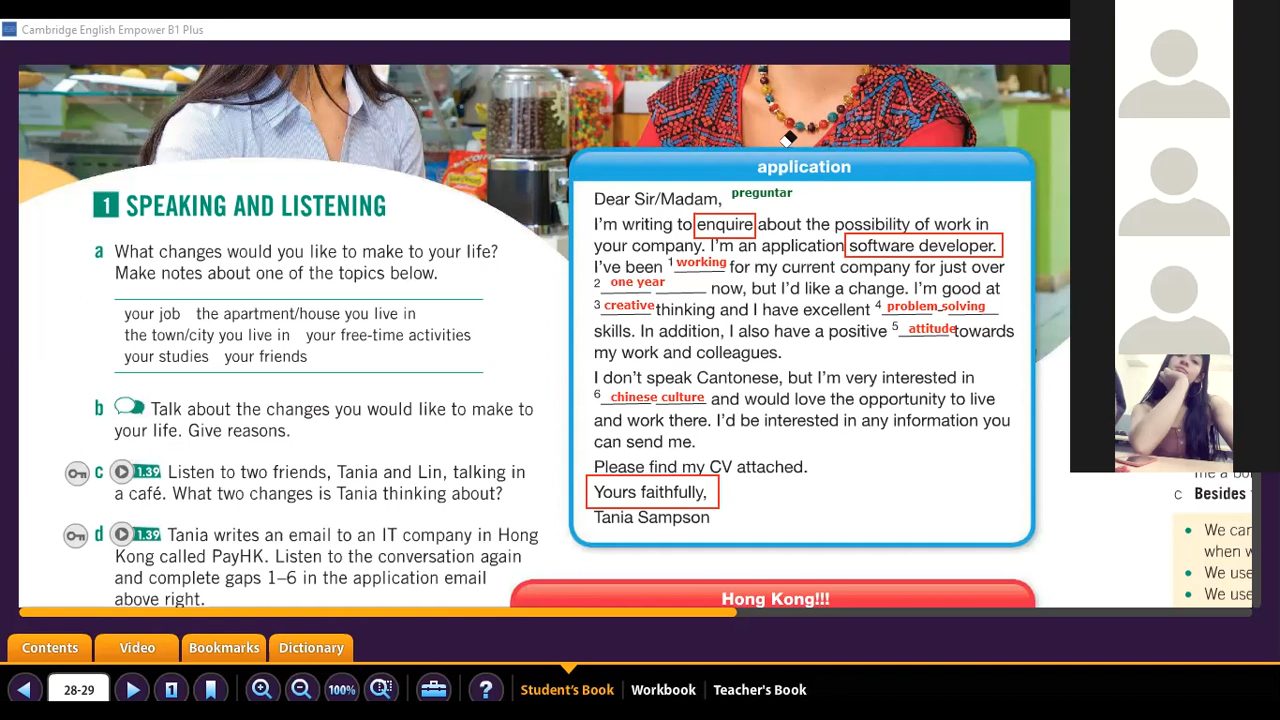 Cambridge English Empower B1 Plus
1 SPEAKING AND LISTENING
a What changes would you like to make to your life?
Make notes about one of the topics below.
your job the apartment/house you live in
the town/city you live in your free-time activities
your studies your friends
b Talk about the changes you would like to make to
your life. Give reasons.
c 1.39 Listen to two friends, Tania and Lin, talking in
a café. What two changes is Tania thinking about?
d 1.39 Tania writes an email to an IT company in Hong
Kong called PayHK. Listen to the conversation again
and complete gaps 1–6 in the application email
above right.
application
Dear Sir/Madam, preguntar
I'm writing to enquire about the possibility of work in
your company. I'm an application software developer.
I've been 1 working for my current company for just over
2 one year now, but I'd like a change. I'm good at
3 creative thinking and I have excellent 4 problem-solving
skills. In addition, I also have a positive 5 attitude towards
my work and colleagues.
I don't speak Cantonese, but I'm very interested in
6 chinese culture and would love the opportunity to live
and work there. I'd be interested in any information you
can send me.
Please find my CV attached.
Yours faithfully,
Tania Sampson
Hong Kong!!!
c Besides
We can
when w
We use
We use
Contents Video Bookmarks Dictionary
28-29 1 100% ? Student's Book Workbook Teacher's Book